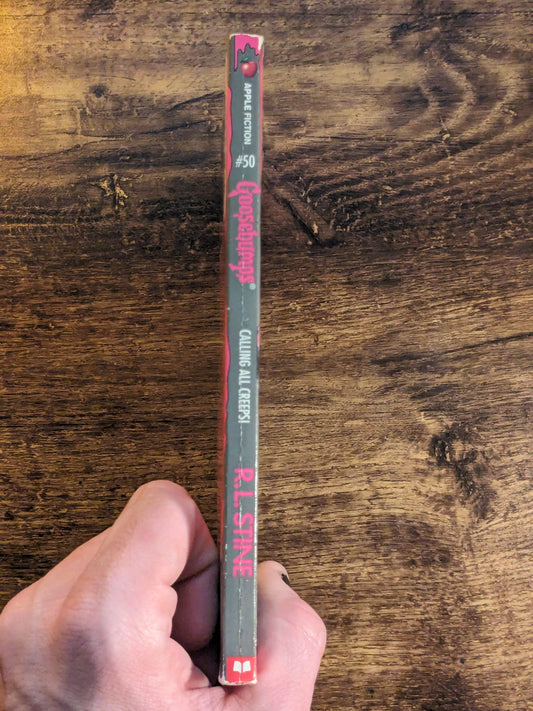 APPLE FICTION
#50
Goosebumps®
CALLING ALL CREEPS!
R.L. STINE